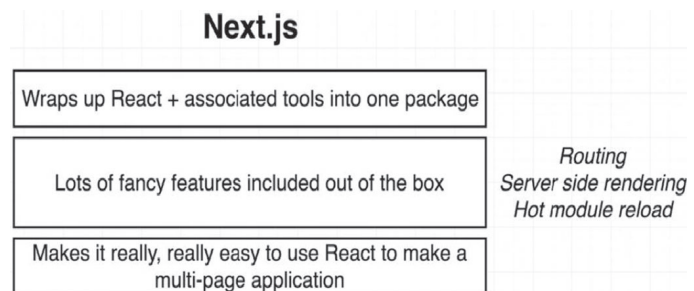 Next.js
Wraps up React + associated tools into one package
Lots of fancy features included out of the box
Routing
Server side rendering
Hot module reload
Makes it really, really easy to use React to make a
multi-page application